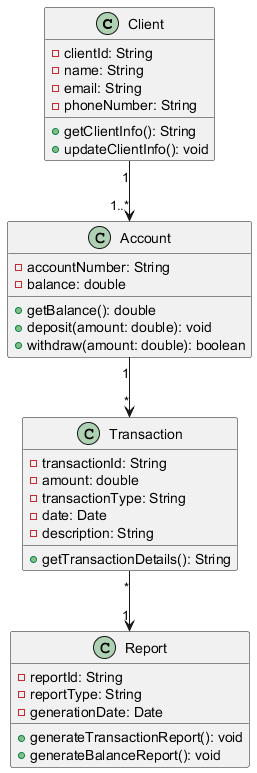 C Client
clientId: String
name: String
email: String
phoneNumber: String
getClientInfo(): String
updateClientInfo(): void
1
1..*
C Account
accountNumber: String
balance: double
getBalance(): double
deposit(amount: double): void
withdraw(amount: double): boolean
1
*
C Transaction
transactionId: String
amount: double
transactionType: String
date: Date
description: String
getTransactionDetails(): String
*
1
C Report
reportId: String
reportType: String
generationDate: Date
generateTransactionReport(): void
generateBalanceReport(): void